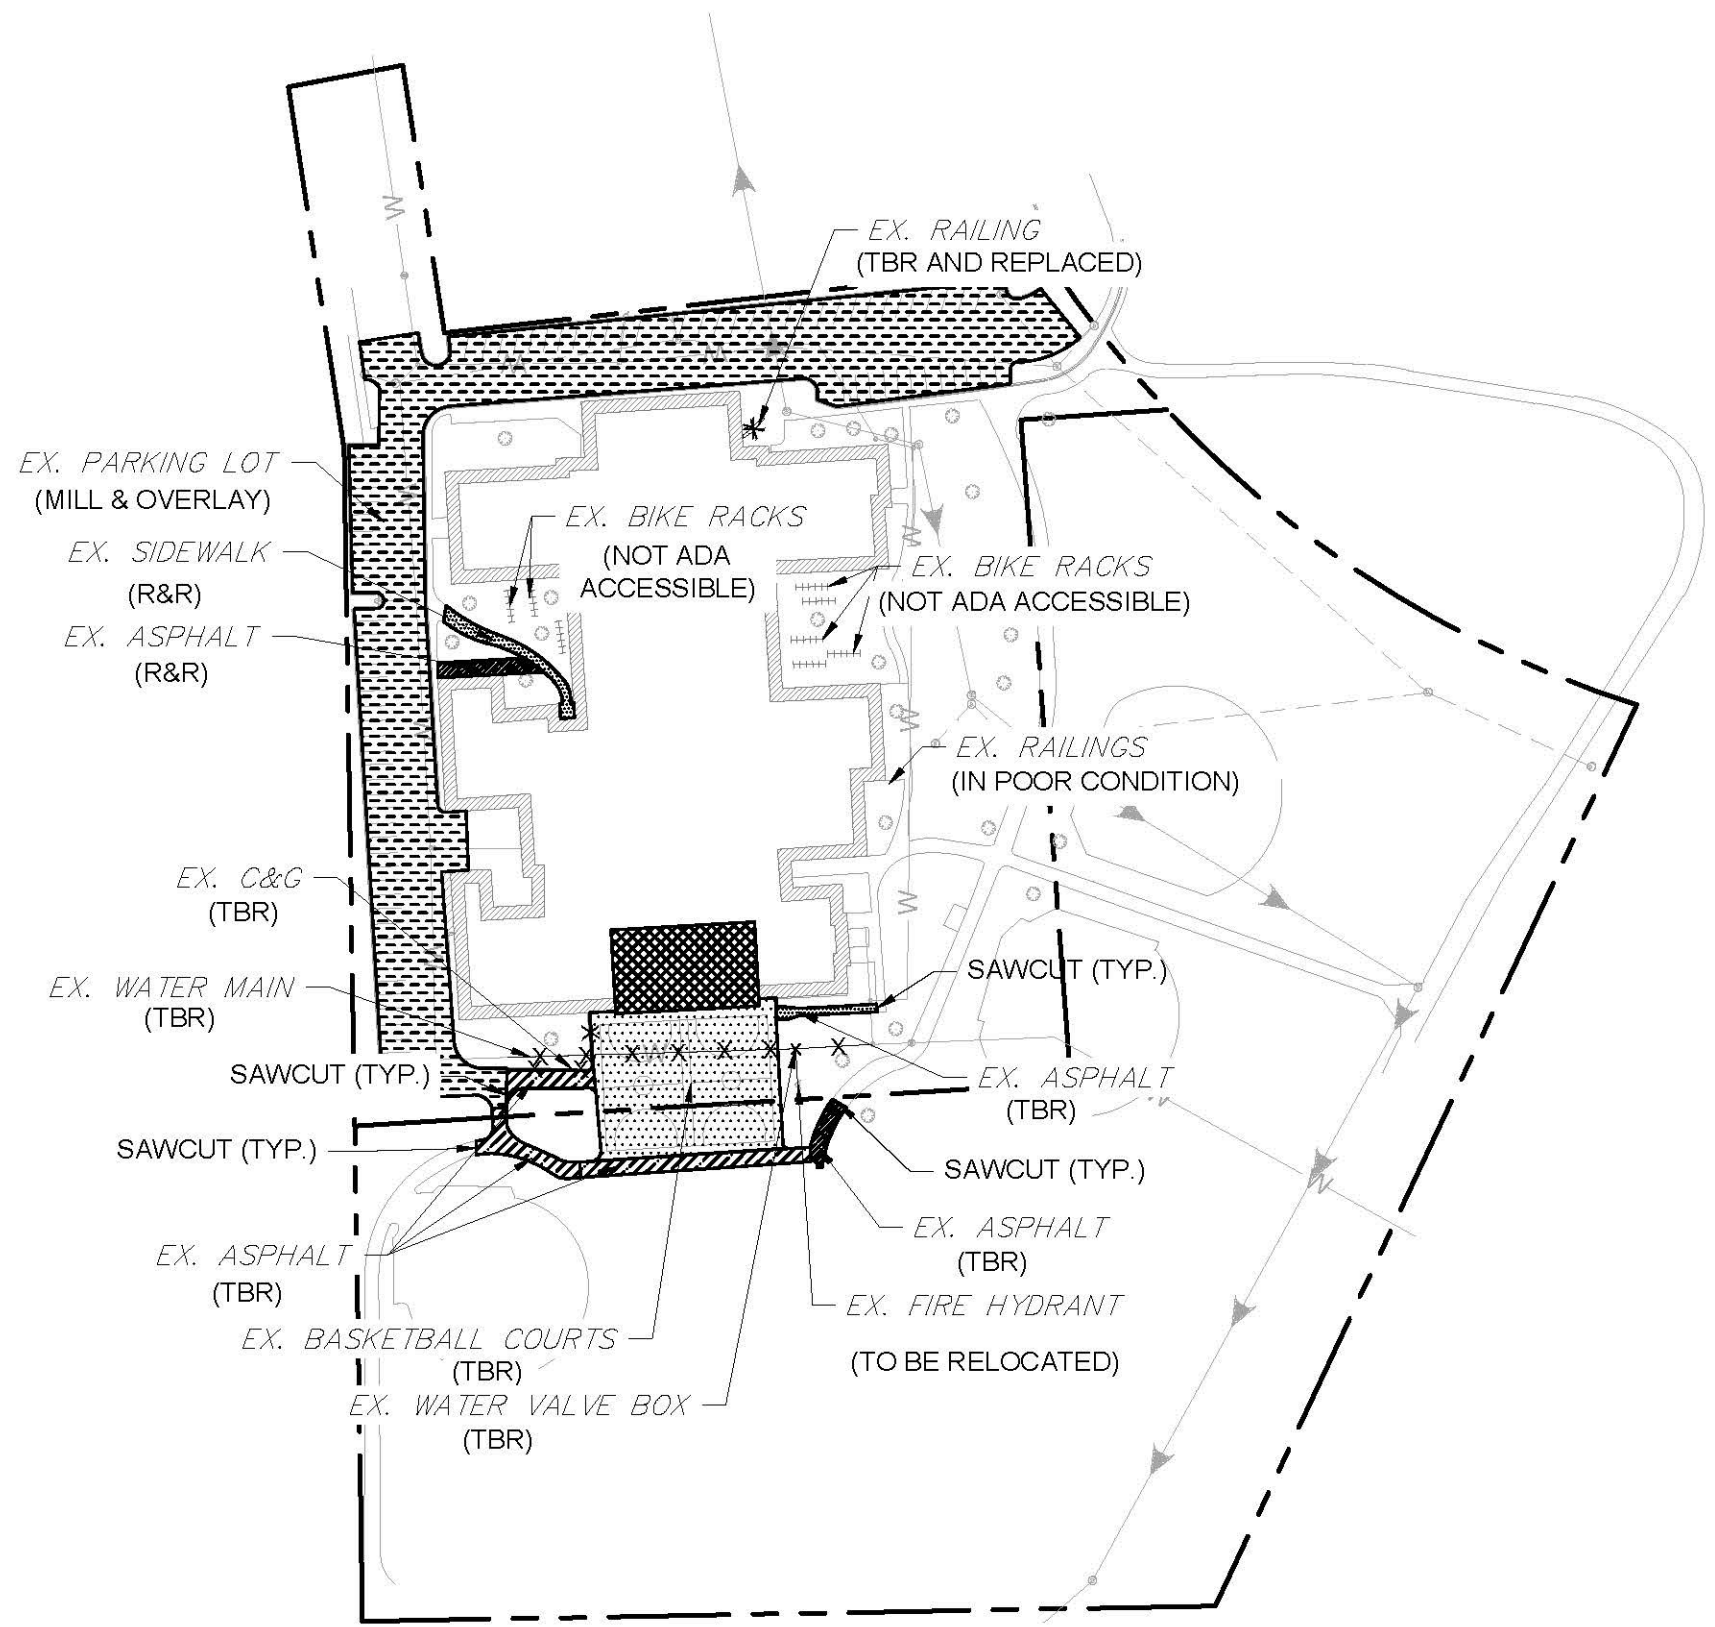 EX. RAILING
(TBR AND REPLACED)
EX. PARKING LOT
(MILL & OVERLAY)
EX. SIDEWALK
(R&R)
EX. ASPHALT
(R&R)
EX. BIKE RACKS
(NOT ADA
ACCESSIBLE)
EX. BIKE RACKS
(NOT ADA ACCESSIBLE)
EX. RAILINGS
(IN POOR CONDITION)
EX. C&G
(TBR)
EX. WATER MAIN
(TBR)
SAWCUT (TYP.)
SAWCUT (TYP.)
SAWCUT (TYP.)
EX. ASPHALT
(TBR)
SAWCUT (TYP.)
EX. ASPHALT
(TBR)
EX. ASPHALT
(TBR)
EX. FIRE HYDRANT
(TO BE RELOCATED)
EX. BASKETBALL COURTS
(TBR)
EX. WATER VALVE BOX
(TBR)
W
W
W
W
W
W
W
W
W
W
W